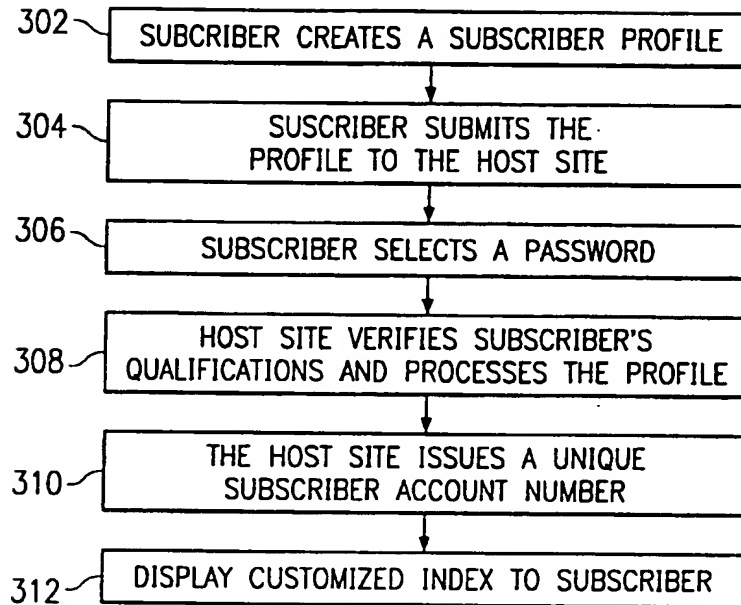 302 SUBCRIBER CREATES A SUBSCRIBER PROFILE
304 SUSCRIBER SUBMITS THE
PROFILE TO THE HOST SITE
306 SUBSCRIBER SELECTS A PASSWORD
308 HOST SITE VERIFIES SUBSCRIBER'S
QUALIFICATIONS AND PROCESSES THE PROFILE
310 THE HOST SITE ISSUES A UNIQUE
SUBSCRIBER ACCOUNT NUMBER
312 DISPLAY CUSTOMIZED INDEX TO SUBSCRIBER